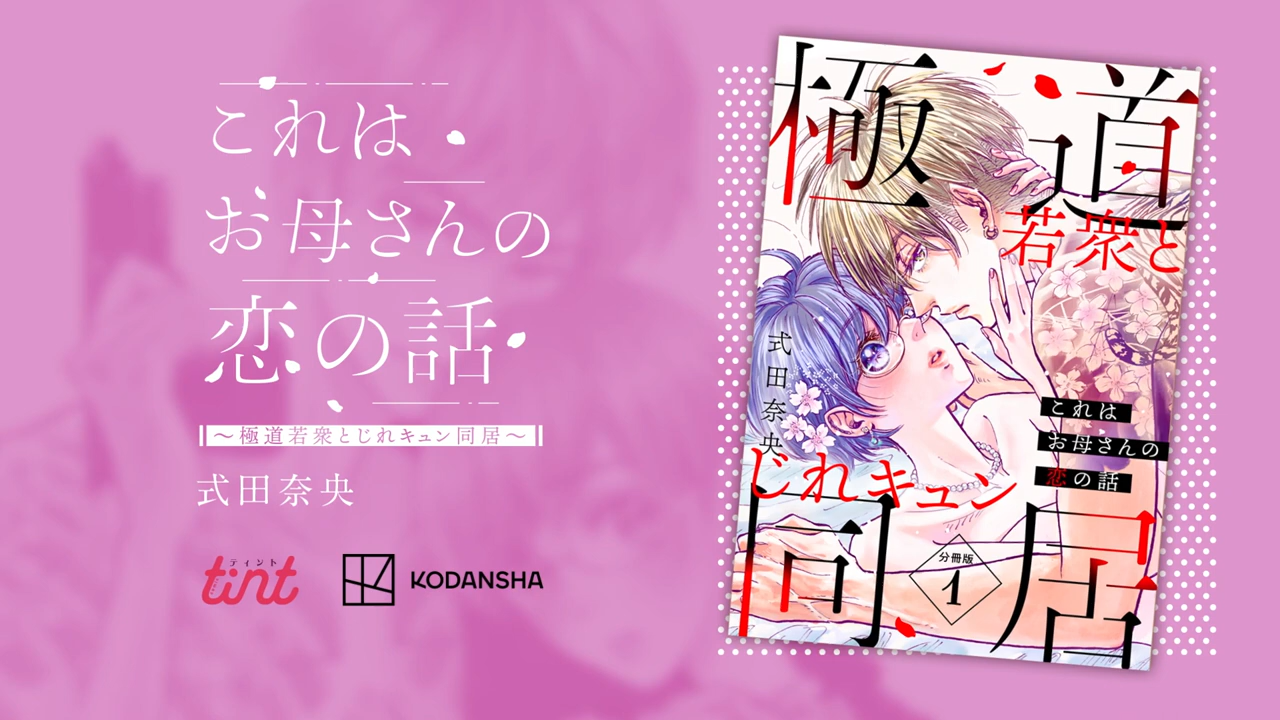 これは
お母さんの
恋の話
～極道若衆とじれキュン同居～
式田奈央
ティント
tint
KODANSHA
極道
若衆と
式田奈央
これは
お母さんの
恋の話
じれキュン
同居
分冊版
1